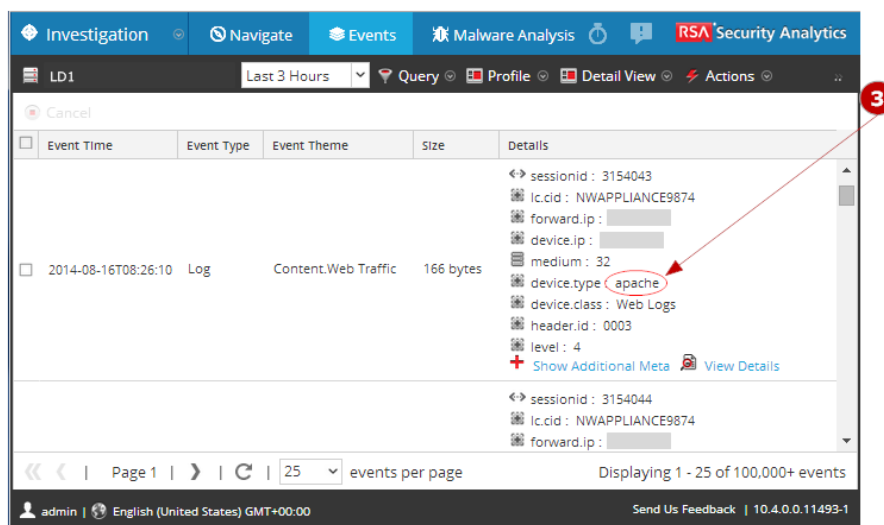 Investigation Navigate Events Malware Analysis RSA Security Analytics
LD1 Last 3 Hours Query Profile Detail View Actions
3
Cancel
Event Time Event Type Event Theme Size Details
2014-08-16T08:26:10 Log Content.Web Traffic 166 bytes
sessionid : 3154043
lc.cid : NWAPPLIANCE9874
forward.ip :
device.ip :
medium : 32
device.type : apache
device.class : Web Logs
header.id : 0003
level : 4
Show Additional Meta View Details
sessionid : 3154044
lc.cid : NWAPPLIANCE9874
forward.ip :
Page 1 | 25 events per page Displaying 1 - 25 of 100,000+ events
admin | English (United States) GMT+00:00 Send Us Feedback | 10.4.0.0.11493-1